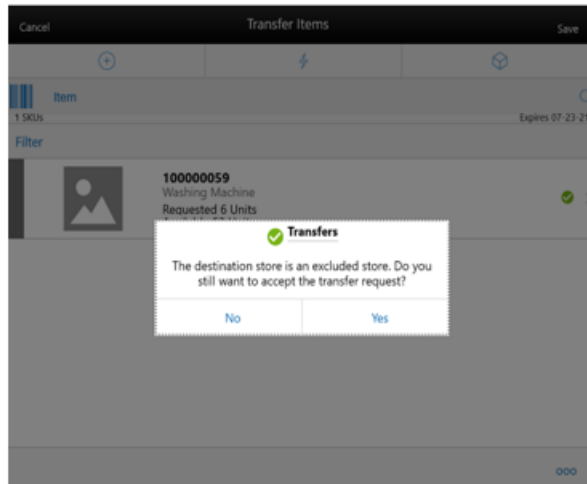 Cancel
Transfer Items
Save
Item
1 SKUs
Expires 07-23-21
Filter
100000059
Washing Machine
Requested 6 Units
Transfers
The destination store is an excluded store. Do you
still want to accept the transfer request?
No
Yes